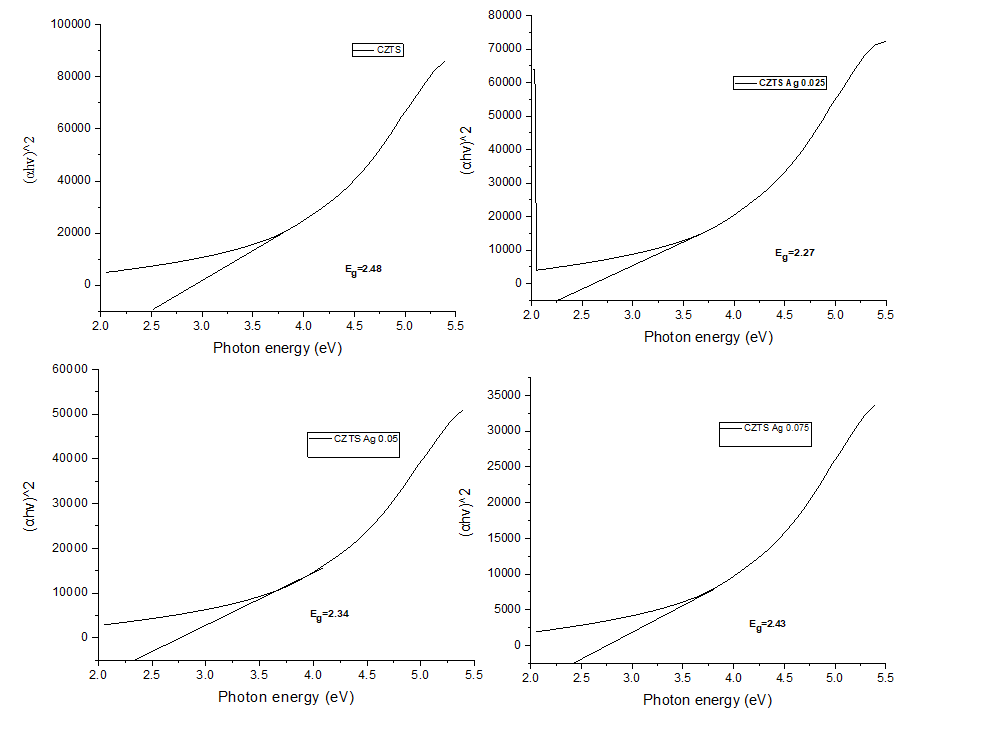 100000
80000
60000
40000
20000
0
(αhν)^2
CZTS
Eg=2.48
2.0 2.5 3.0 3.5 4.0 4.5 5.0 5.5
Photon energy (eV)
80000
70000
60000
50000
40000
30000
20000
10000
0
(αhv)^2
CZTS Ag 0.025
Eg=2.27
2.0 2.5 3.0 3.5 4.0 4.5 5.0 5.5
Photon energy (eV)
60000
50000
40000
30000
20000
10000
0
(αhv)^2
CZTS Ag 0.05
Eg=2.34
2.0 2.5 3.0 3.5 4.0 4.5 5.0 5.5
Photon energy (eV)
35000
30000
25000
20000
15000
10000
5000
0
(αhv)^2
CZTS Ag 0.075
Eg=2.43
2.0 2.5 3.0 3.5 4.0 4.5 5.0 5.5
Photon energy (eV)